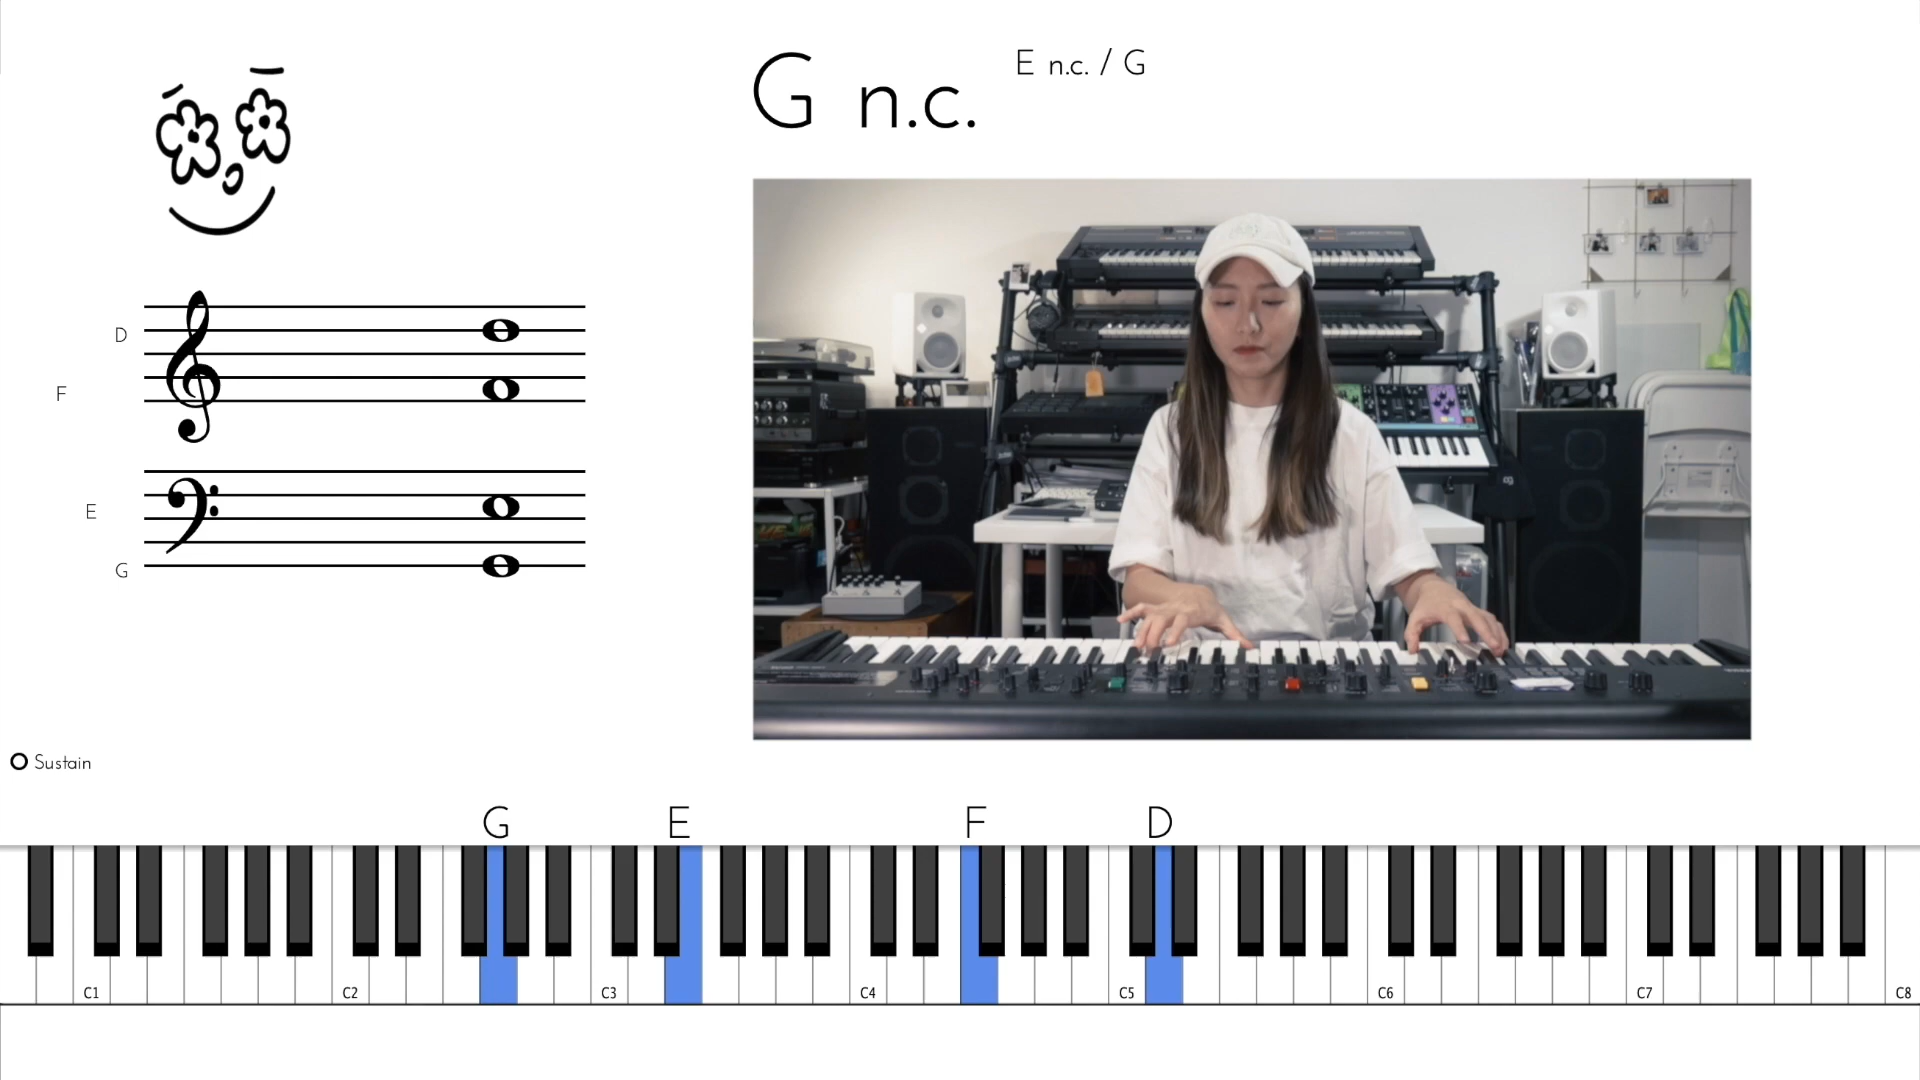 G n.c.
E n.c. / G
D
F
E
G
Sustain
G E F D
C1 C2 C3 C4 C5 C6 C7 C8